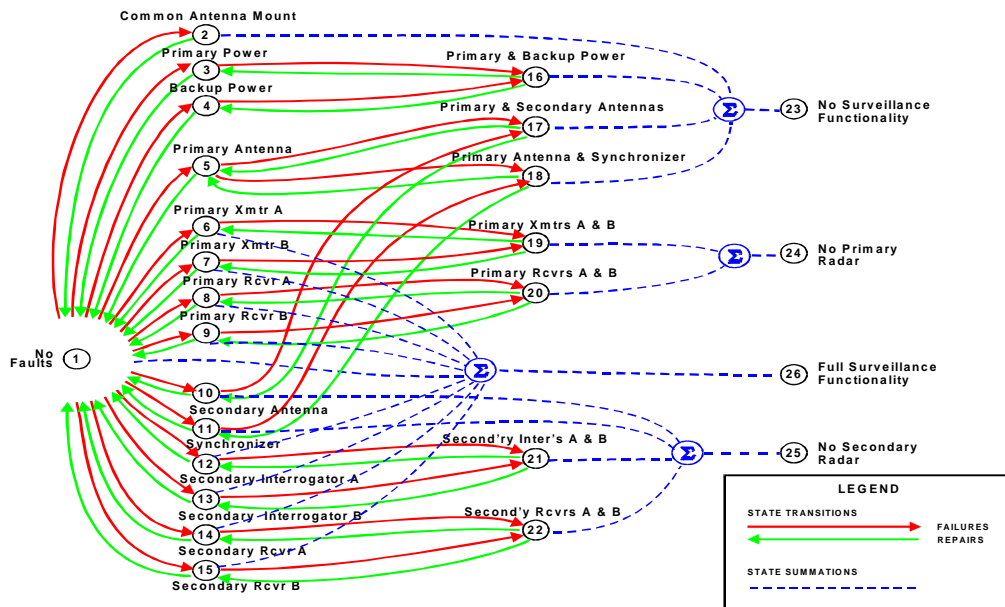 Common Antenna Mount
2
Primary Power
3
Backup Power
4
Primary Antenna
5
Primary Xmtr A
6
Primary Xmtr B
7
Primary Rcvr A
8
Primary Rcvr B
9
No
Faults
1
10
Secondary Antenna
11
Synchronizer
12
Secondary Interrogator A
13
Secondary Interrogator B
14
Secondary Rcvr A
15
Secondary Rcvr B
Primary & Backup Power
16
Primary & Secondary Antennas
17
Primary Antenna & Synchronizer
18
Primary Xmtrs A & B
19
Primary Rcvrs A & B
20
Second'ry Inter's A & B
21
Second'y Rcvrs A & B
22
Σ
23
No Surveillance
Functionality
Σ
24
No Primary
Radar
Σ
26
Full Surveillance
Functionality
Σ
25
No Secondary
Radar
LEGEND
STATE TRANSITIONS
FAILURES
REPAIRS
STATE SUMMATIONS